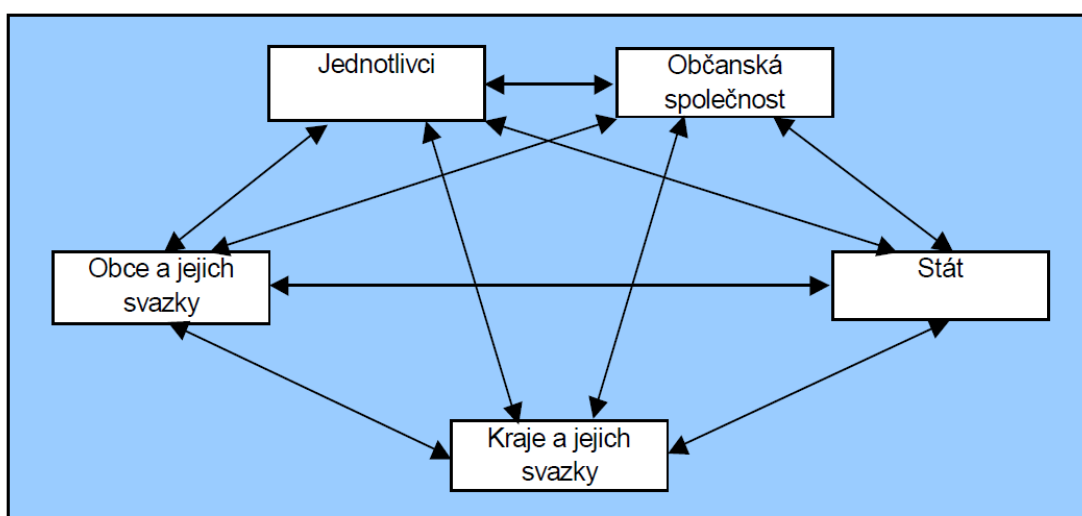 Jednotlivci
Občanská
společnost
Obce a jejich
svazky
Stát
Kraje a jejich
svazky